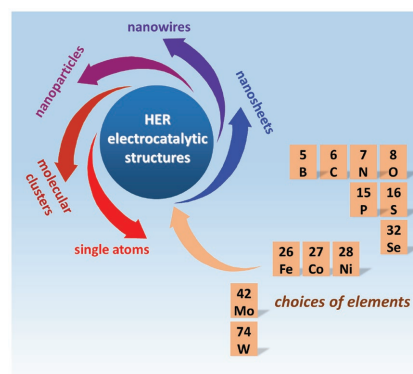 nanowires
nanoparticles
nanosheets
HER
electrocatalytic
structures
molecular
clusters
single atoms
5 6 7 8
B C N O
15 16
P S
32
Se
26 27 28
Fe Co Ni
42
Mo
choices of elements
74
W